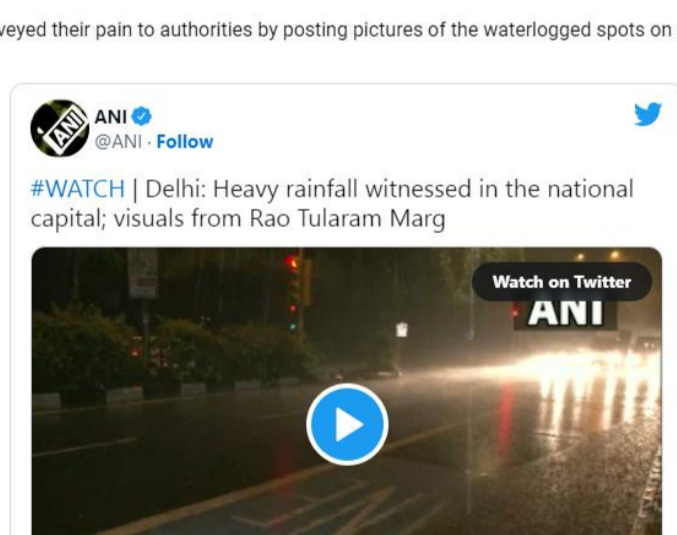 veyed their pain to authorities by posting pictures of the waterlogged spots on
ANI
ANI
@ANI · Follow
#WATCH | Delhi: Heavy rainfall witnessed in the national
capital; visuals from Rao Tularam Marg
Watch on Twitter
ANI